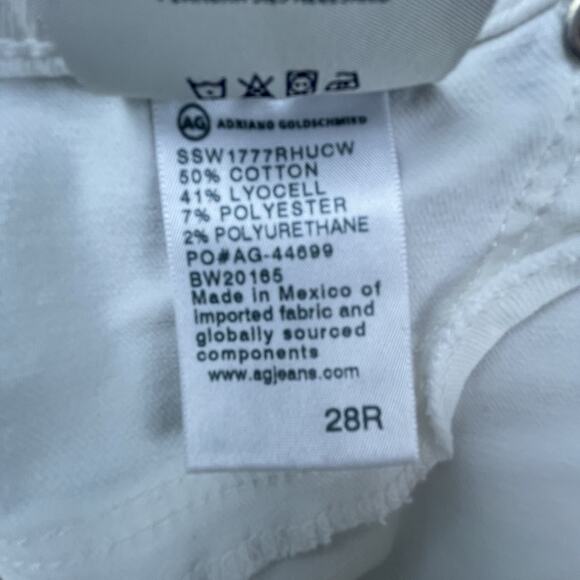 AG ADRIANO GOLDSCHMIED
SSW1777RHUCW
50% COTTON
41% LYOCELL
7% POLYESTER
2% POLYURETHANE
PO#AG-44699
BW20165
Made in Mexico of
imported fabric and
globally sourced
components
www.agjeans.com
28R